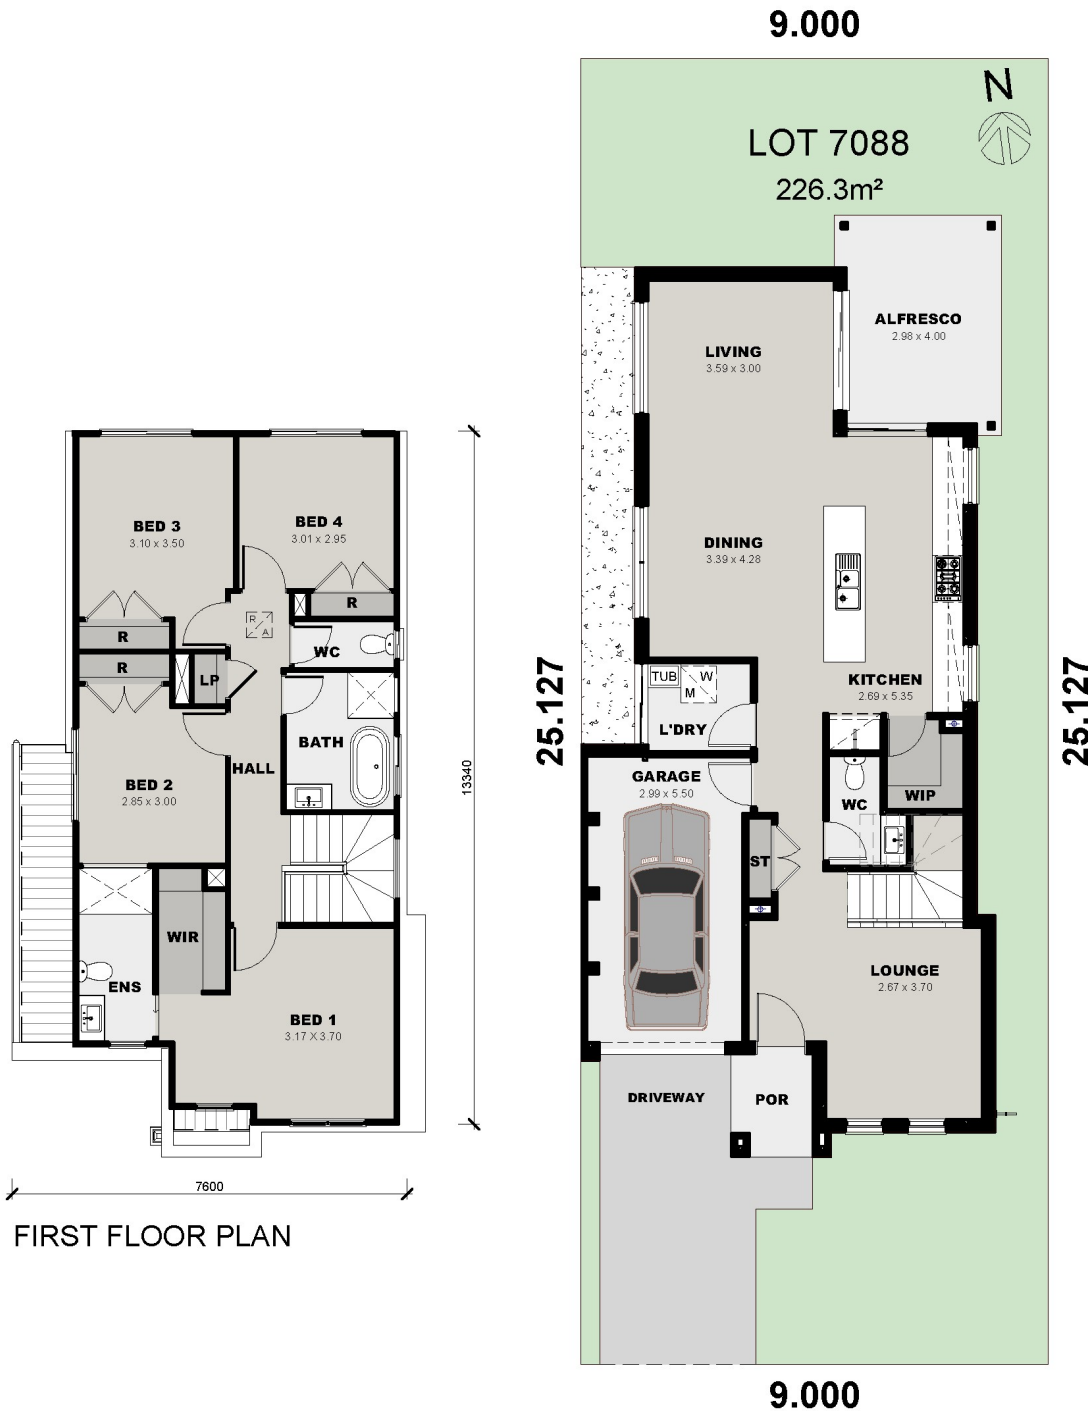 9.000
N
LOT 7088
226.3m²
ALFRESCO
2.98 x 4.00
LIVING
3.59 x 3.00
DINING
3.39 x 4.28
KITCHEN
2.69 x 5.35
TUB
W
M
L'DRY
GARAGE
2.99 x 5.50
WC
WIP
ST
LOUNGE
2.67 x 3.70
DRIVEWAY
POR
25.127
25.127
9.000
BED 3
3.10 x 3.50
BED 4
3.01 x 2.95
R
R
A
R
R
WC
LP
BATH
HALL
BED 2
2.85 x 3.00
WIR
ENS
BED 1
3.17 X 3.70
13340
7600
FIRST FLOOR PLAN